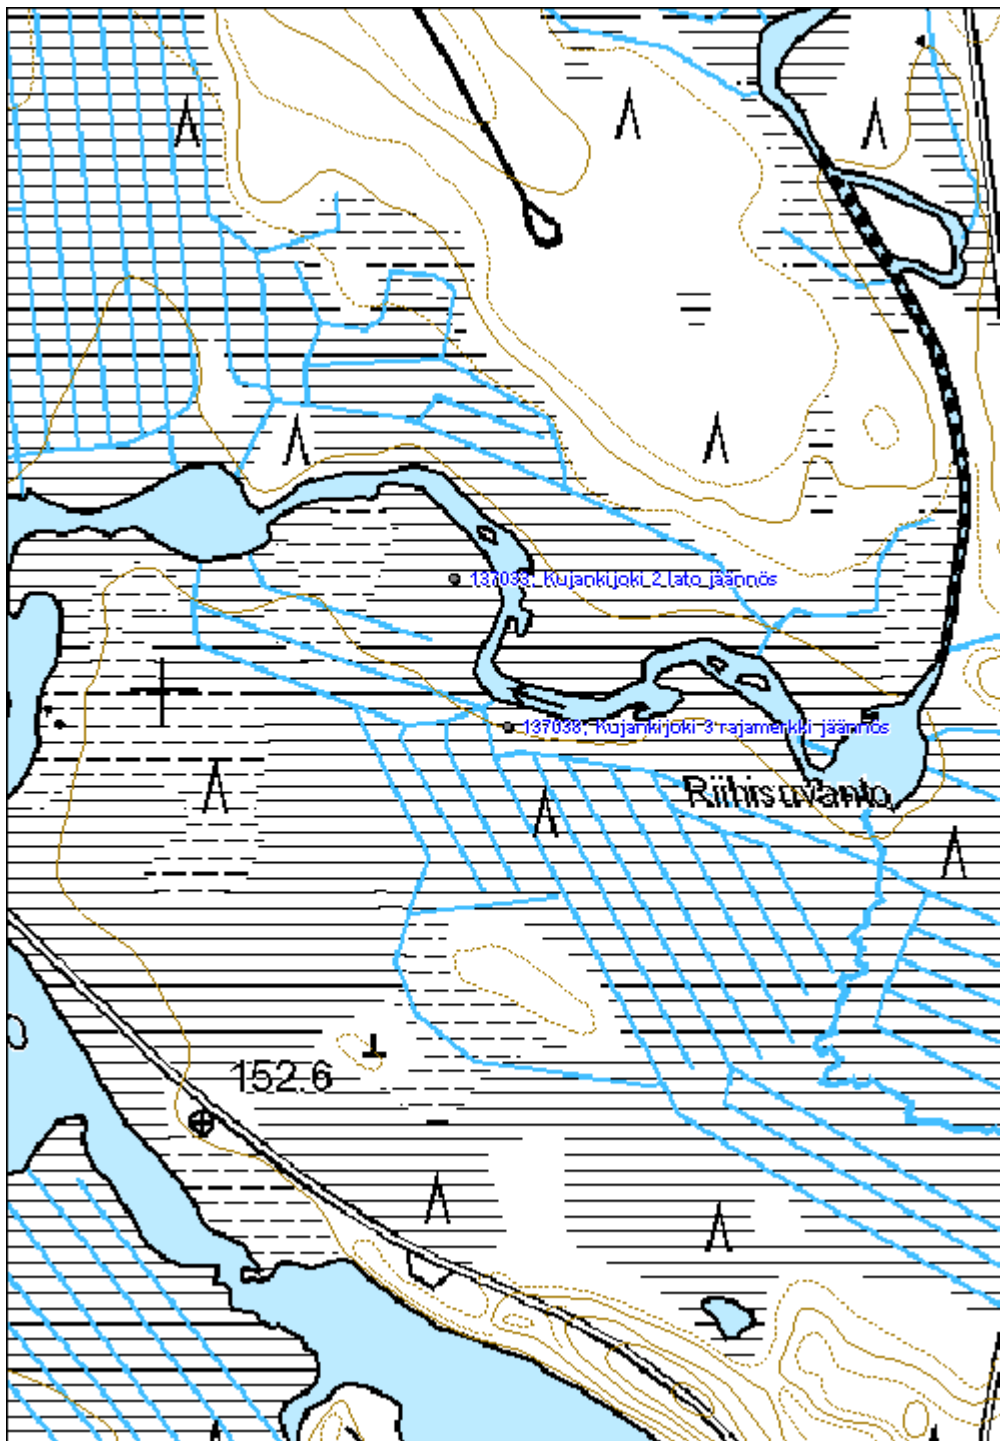 137033, Kujankijoki 2 lato jäännös
137038, Kujankijoki 3 rajamerkki jäännös
Riihisuvanto
152.6